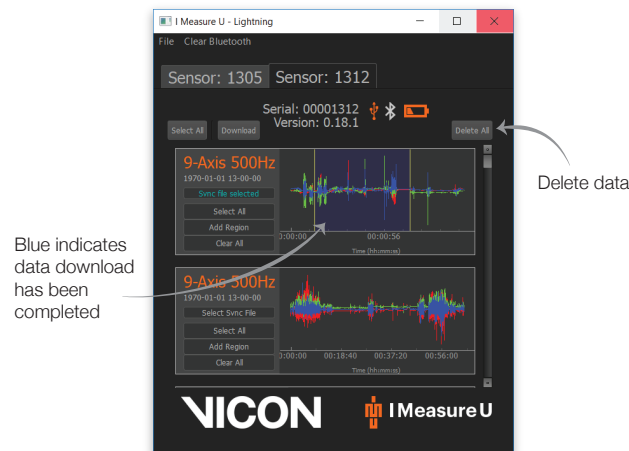 I Measure U - Lightning
File Clear Bluetooth
Sensor: 1305 Sensor: 1312
Serial: 00001312
Version: 0.18.1
Select All Download Delete All
Delete data
9-Axis 500Hz
1970-01-01 13-00-00
Sync file selected
Select All
Add Region
Clear All
0:00:00 00:00:56
Time (hh:mm:ss)
Blue indicates
data download
has been
completed
9-Axis 500Hz
1970-01-01 13-00-00
Select Sync File
Select All
Add Region
Clear All
0:00:00 00:18:40 00:37:20 00:56:00
Time (hh:mm:ss)
VICON I Measure U